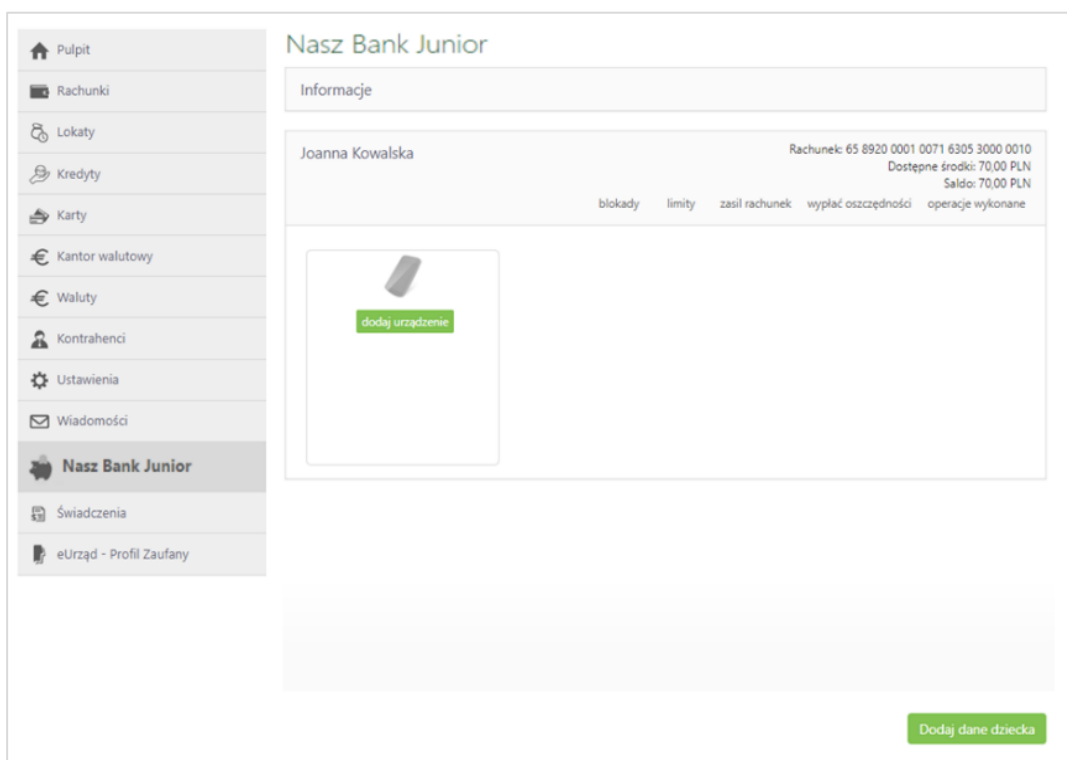 Pulpit
Rachunki
Lokaty
Kredyty
Karty
Kantor walutowy
Waluty
Kontrahenci
Ustawienia
Wiadomości
Nasz Bank Junior
Świadczenia
eUrząd - Profil Zaufany
Nasz Bank Junior
Informacje
Joanna Kowalska
Rachunek: 65 8920 0001 0071 6305 3000 0010
Dostępne środki: 70,00 PLN
Saldo: 70,00 PLN
blokady limity zasil rachunek wypłać oszczędności operacje wykonane
dodaj urządzenie
Dodaj dane dziecka